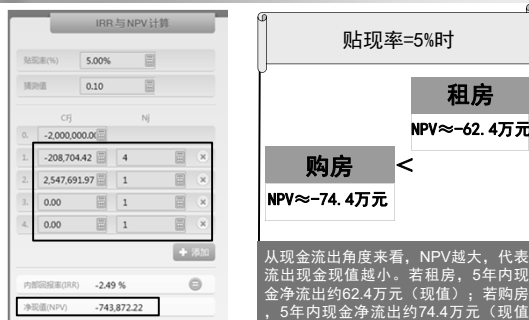 IRR与NPV计算
贴现率(%) 5.00%
猜测值 0.10
CFj Nj
0. -2,000,000.0(
1. -208,704.42 4
2. 2,547,691.97 1
3. 0.00 1
4. 0.00 1
+ 添加
内部回报率(IRR) -2.49 %
净现值(NPV) -743,872.22
贴现率=5%时
租房
NPV≈-62.4万元
购房 <
NPV≈-74.4万元
从现金流出角度来看，NPV越大，代表
流出现金现值越小。若租房，5年内现
金净流出约62.4万元（现值）；若购房
，5年内现金净流出约74.4万元（现值